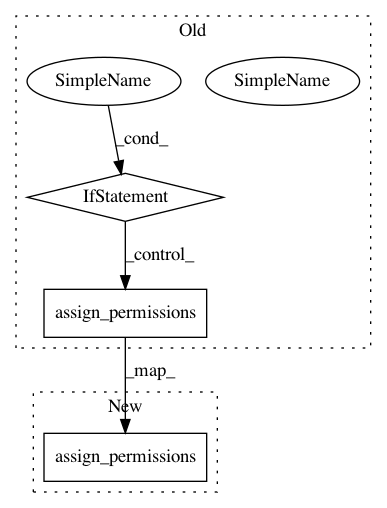 Old
SimpleName SimpleName
_cond_
IfStatement
_control_
assign_permissions
_map_
New
assign_permissions